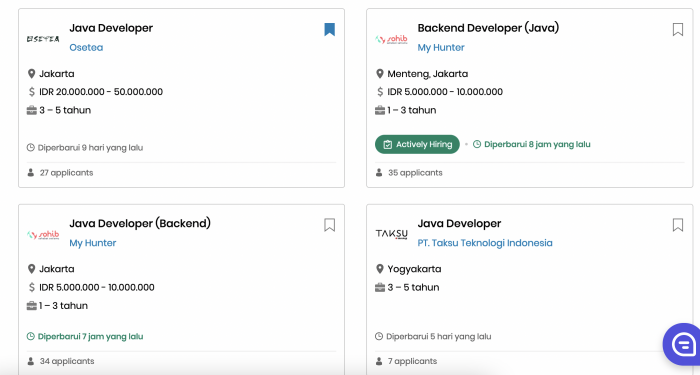 Java Developer
OSETEA
Osetea
Jakarta
IDR 20.000.000 - 50.000.000
3 – 5 tahun
Diperbarui 9 hari yang lalu
27 applicants
Backend Developer (Java)
sahib
My Hunter
Menteng, Jakarta
IDR 5.000.000 - 10.000.000
1 – 3 tahun
Actively Hiring • Diperbarui 8 jam yang lalu
35 applicants
Java Developer (Backend)
sahib
My Hunter
Jakarta
IDR 5.000.000 - 10.000.000
1 – 3 tahun
Diperbarui 7 jam yang lalu
34 applicants
Java Developer
TAKSU
PT. Taksu Teknologi Indonesia
Yogyakarta
3 – 5 tahun
Diperbarui 5 hari yang lalu
7 applicants